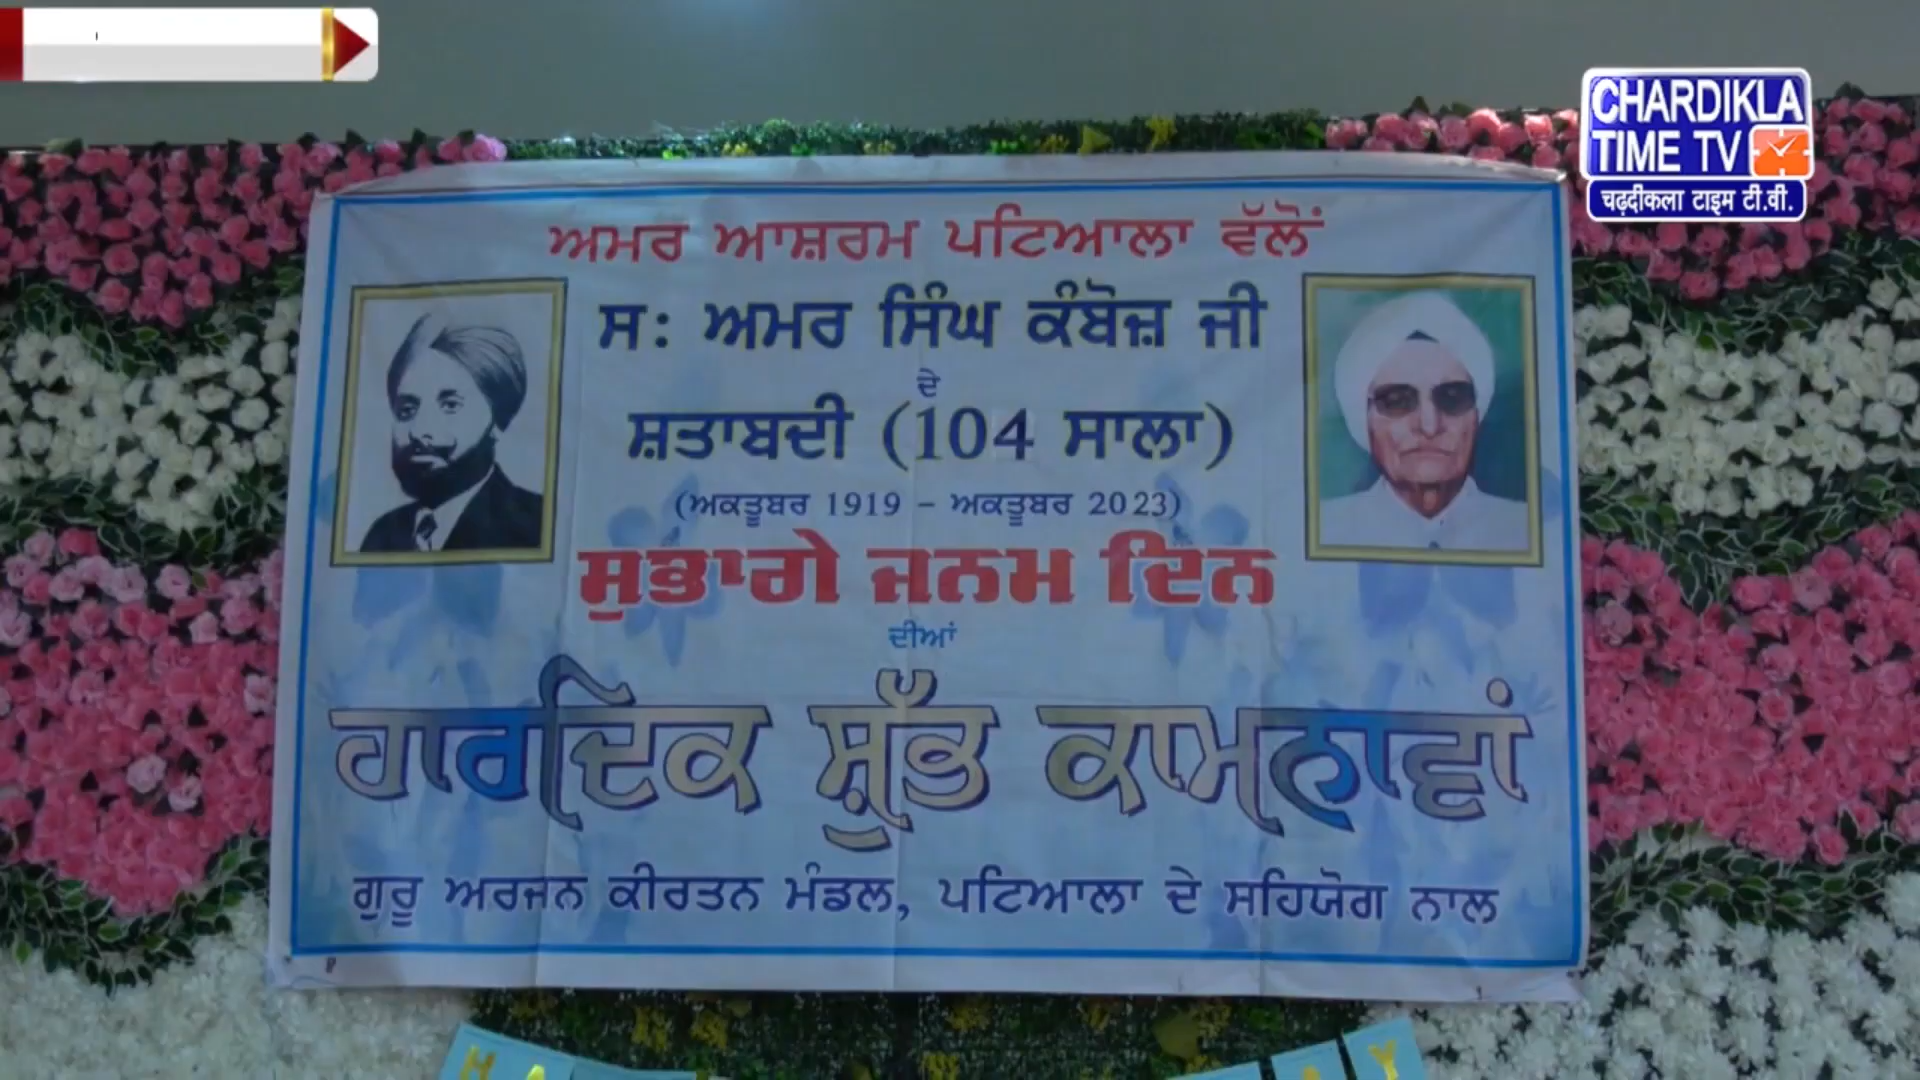 CHARDIKLA
TIME TV
चढ़दीकला टाइम टी.वी.
ਅਮਰ ਆਸ਼ਰਮ ਪਟਿਆਲਾ ਵੱਲੋਂ
ਸ: ਅਮਰ ਸਿੰਘ ਕੰਬੋਜ਼ ਜੀ
ਦੇ
ਸ਼ਤਾਬਦੀ (104 ਸਾਲਾ)
(ਅਕਤੂਬਰ 1919 - ਅਕਤੂਬਰ 2023)
ਸੁਭਾਗੇ ਜਨਮ ਦਿਨ
ਦੀਆਂ
ਹਾਰਦਿਕ ਸ਼ੁੱਭ ਕਾਮਨਾਵਾਂ
ਗੁਰੂ ਅਰਜਨ ਕੀਰਤਨ ਮੰਡਲ, ਪਟਿਆਲਾ ਦੇ ਸਹਿਯੋਗ ਨਾਲ